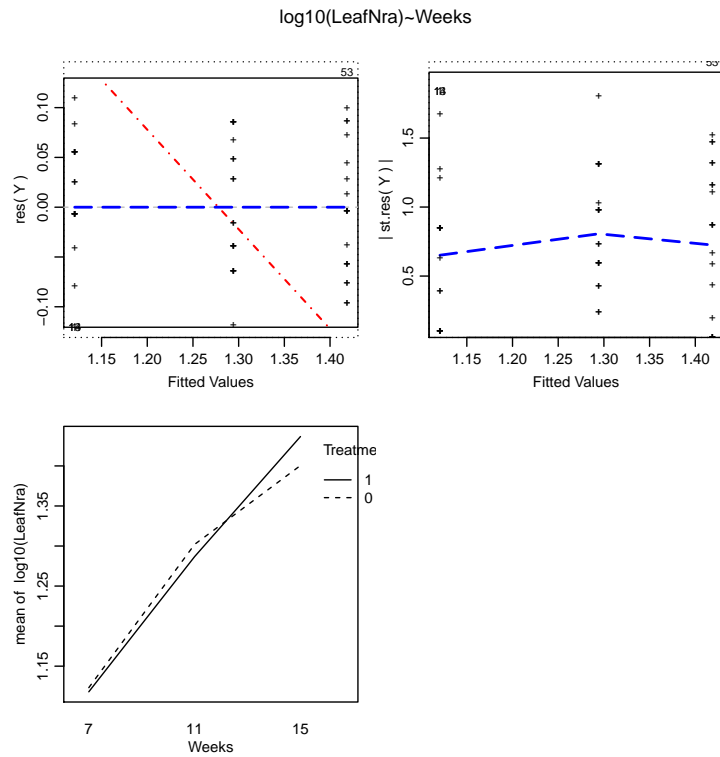 log10(LeafNra)~Weeks
53
res( Y )
0.10
0.05
0.00
−0.10
1.15 1.20 1.25 1.30 1.35 1.40
Fitted Values
53
| st.res( Y ) |
1.5
1.0
0.5
1.15 1.20 1.25 1.30 1.35 1.40
Fitted Values
mean of log10(LeafNra)
1.35
1.25
1.15
Treatme
1
0
7 11 15
Weeks